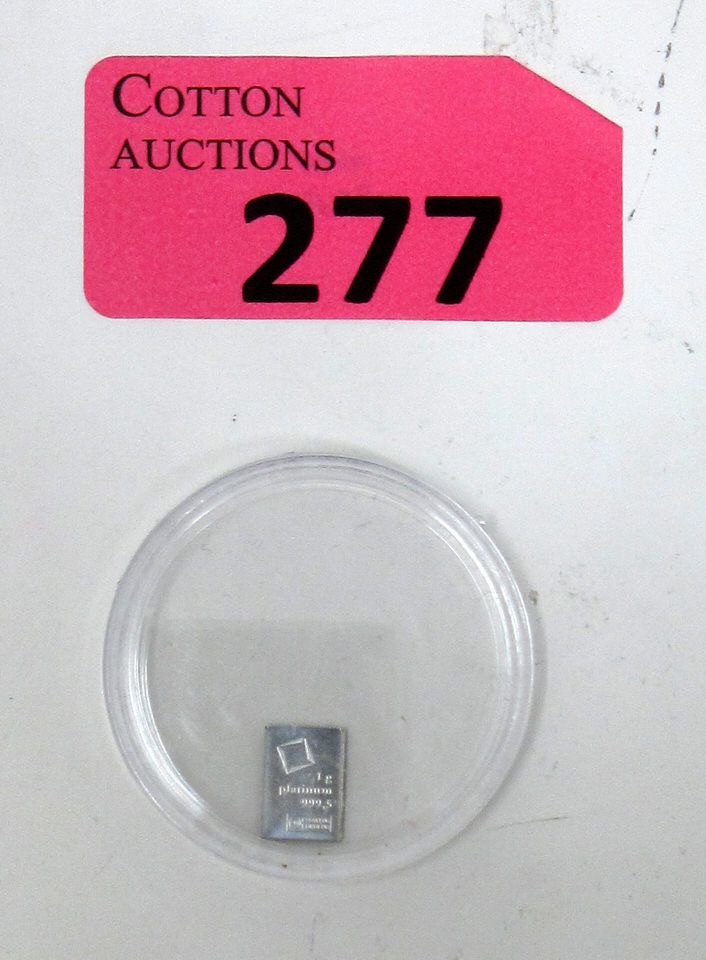 COTTON
AUCTIONS
277
1g
platinum
999,5